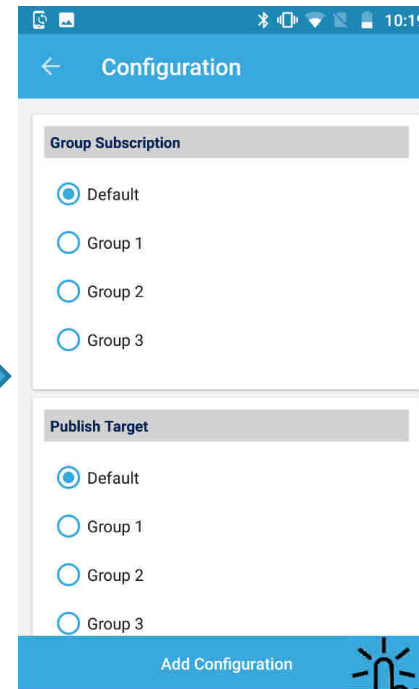 10:19
Configuration
Group Subscription
Default
Group 1
Group 2
Group 3
Publish Target
Default
Group 1
Group 2
Group 3
Add Configuration